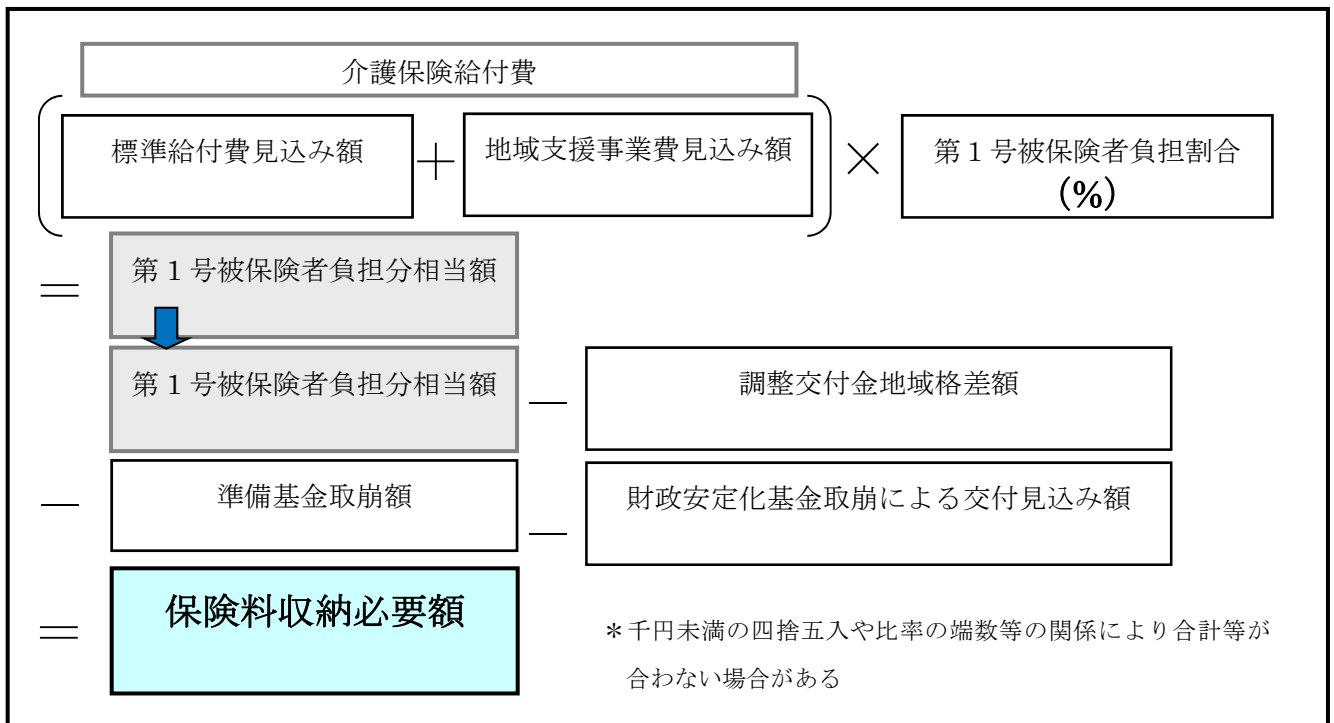 介護保険給付費
標準給付費見込み額 + 地域支援事業費見込み額 × 第1号被保険者負担割合
(%)
= 第1号被保険者負担分相当額
第1号被保険者負担分相当額 - 調整交付金地域格差額
- 準備基金取崩額 - 財政安定化基金取崩による交付見込み額
= 保険料収納必要額
*千円未満の四捨五入や比率の端数等の関係により合計等が
合わない場合がある